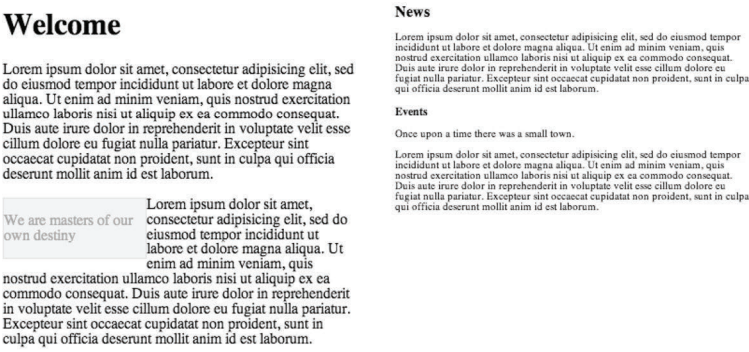 Welcome
Lorem ipsum dolor sit amet, consectetur adipisicing elit, sed
do eiusmod tempor incididunt ut labore et dolore magna
aliqua. Ut enim ad minim veniam, quis nostrud exercitation
ullamco laboris nisi ut aliquip ex ea commodo consequat.
Duis aute irure dolor in reprehenderit in voluptate velit esse
cillum dolore eu fugiat nulla pariatur. Excepteur sint
occaecat cupidatat non proident, sunt in culpa qui officia
deserunt mollit anim id est laborum.
We are masters of our
own destiny
Lorem ipsum dolor sit amet,
consectetur adipisicing elit, sed do
eiusmod tempor incididunt ut
labore et dolore magna aliqua. Ut
enim ad minim veniam, quis
nostrud exercitation ullamco laboris nisi ut aliquip ex ea
commodo consequat. Duis aute irure dolor in reprehenderit
in voluptate velit esse cillum dolore eu fugiat nulla pariatur.
Excepteur sint occaecat cupidatat non proident, sunt in
culpa qui officia deserunt mollit anim id est laborum.
News
Lorem ipsum dolor sit amet, consectetur adipisicing elit, sed do eiusmod tempor
incididunt ut labore et dolore magna aliqua. Ut enim ad minim veniam, quis
nostrud exercitation ullamco laboris nisi ut aliquip ex ea commodo consequat.
Duis aute irure dolor in reprehenderit in voluptate velit esse cillum dolore eu
fugiat nulla pariatur. Excepteur sint occaecat cupidatat non proident, sunt in culpa
qui officia deserunt mollit anim id est laborum.
Events
Once upon a time there was a small town.
Lorem ipsum dolor sit amet, consectetur adipisicing elit, sed do eiusmod tempor
incididunt ut labore et dolore magna aliqua. Ut enim ad minim veniam, quis
nostrud exercitation ullamco laboris nisi ut aliquip ex ea commodo consequat.
Duis aute irure dolor in reprehenderit in voluptate velit esse cillum dolore eu
fugiat nulla pariatur. Excepteur sint occaecat cupidatat non proident, sunt in culpa
qui officia deserunt mollit anim id est laborum.